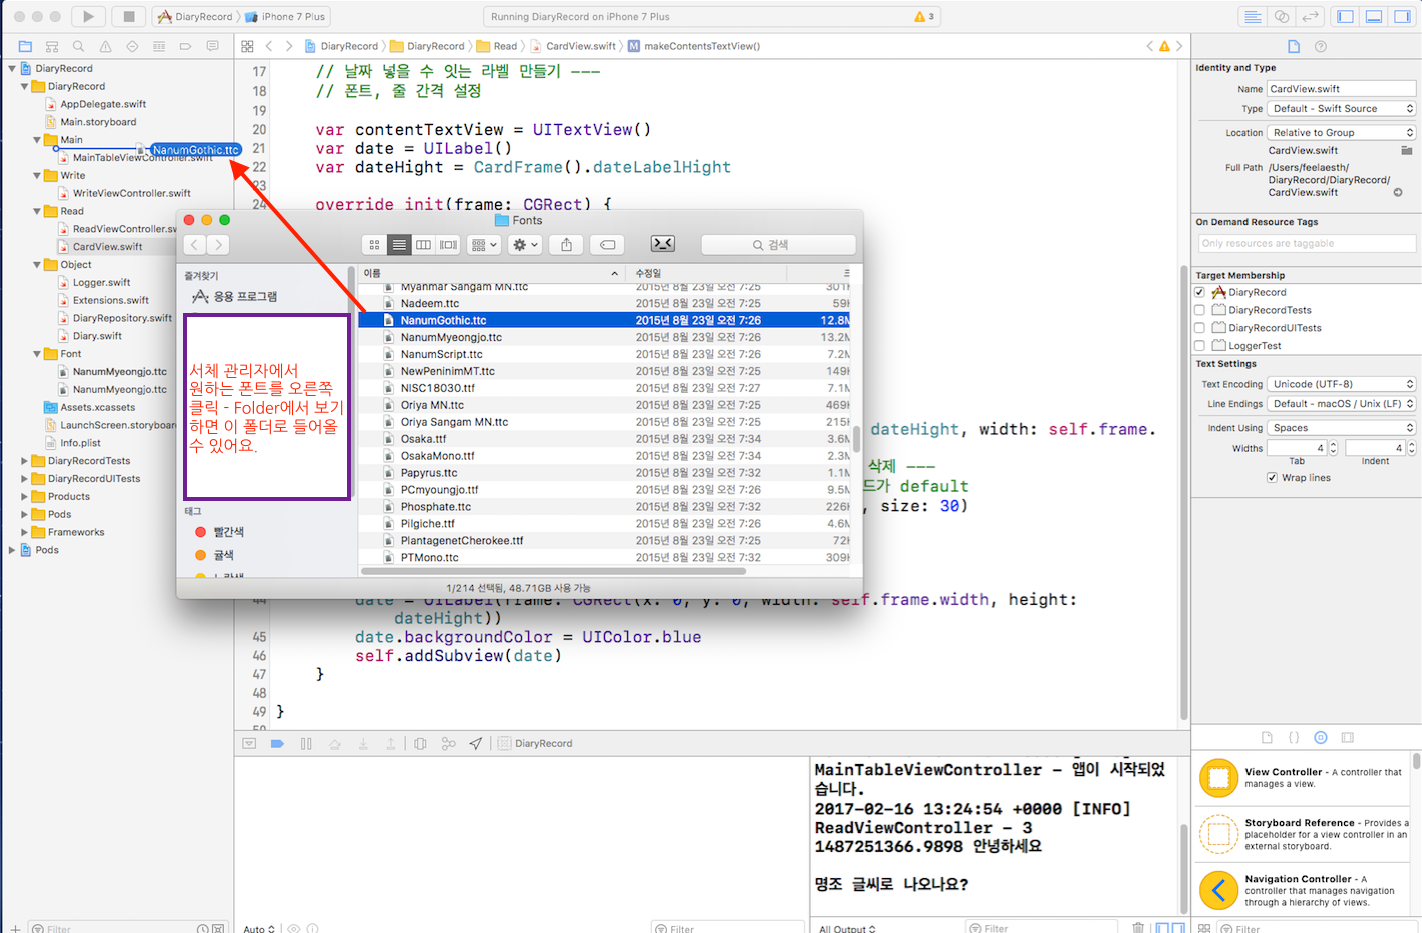 DiaryRecord
iPhone 7 Plus
Running DiaryRecord on iPhone 7 Plus
3
DiaryRecord
DiaryRecord
AppDelegate.swift
Main.storyboard
Main
NanumGothic.ttc
MainTableViewController.swift
Write
WriteViewController.swift
Read
ReadViewController.sw
CardView.swift
Object
Logger.swift
Extensions.swift
DiaryRepository.swift
Diary.swift
Font
NanumMyeongjo.ttc
NanumMyeongjo.ttc
Assets.xcassets
LaunchScreen.storyboard
Info.plist
DiaryRecordTests
DiaryRecordUITests
Products
Pods
Frameworks
Pods
Filter
DiaryRecord
DiaryRecord
Read
CardView.swift
M makeContentsTextView()
17 // 날짜 넣을 수 잇는 라벨 만들기 ---
18 // 폰트, 줄 간격 설정
19
20 var contentTextView = UITextView()
21 var date = UILabel()
22 var dateHight = CardFrame().dateLabelHight
23
24 override init(frame: CGRect) {
dateHight, width: self.frame.
삭제 ---
드가 default
, size: 30)
44 date = UILabel(frame: CGRect(x: 0, y: 0, width: self.frame.width, height:
dateHight))
45 date.backgroundColor = UIColor.blue
46 self.addSubview(date)
47 }
48
49 }
50
Fonts
검색
즐겨찾기
응용 프로그램
서체 관리자에서
원하는 폰트를 오른쪽
클릭 - Folder에서 보기
하면 이 폴더로 들어올
수 있어요.
태그
빨간색
귤색
노란색
이름
수정일
Myanmar Sangam MN.ttc 2015년 8월 23일 오전 7:25 301K
Nadeem.ttc 2015년 8월 23일 오전 7:25 59K
NanumGothic.ttc 2015년 8월 23일 오전 7:26 12.8M
NanumMyeongjo.ttc 2015년 8월 23일 오전 7:26 13.2M
NanumScript.ttc 2015년 8월 23일 오전 7:26 7.2M
NewPeninimMT.ttc 2015년 8월 23일 오전 7:25 149K
NISC18030.ttf 2015년 8월 23일 오전 7:27 7.1M
Oriya MN.ttc 2015년 8월 23일 오전 7:25 469K
Oriya Sangam MN.ttc 2015년 8월 23일 오전 7:25 215K
Osaka.ttf 2015년 8월 23일 오전 7:34 3.6M
OsakaMono.ttf 2015년 8월 23일 오전 7:34 2.3M
Papyrus.ttc 2015년 8월 23일 오전 7:32 1.1M
PCmyoungjo.ttf 2015년 8월 23일 오전 7:26 9.5M
Phosphate.ttc 2015년 8월 23일 오전 7:32 226K
Pilgiche.ttf 2015년 8월 23일 오전 7:26 4.6M
PlantagenetCherokee.ttf 2015년 8월 23일 오전 7:25 72K
PTMono.ttc 2015년 8월 23일 오전 7:32 309K
1/214 선택됨, 48.71GB 사용 가능
DiaryRecord
MainTableViewController - 앱이 시작되었
습니다.
2017-02-16 13:24:54 +0000 [INFO]
ReadViewController - 3
1487251366.9898 안녕하세요
명조 글씨로 나오나요?
Auto
Filter
All Output
Filter
Identity and Type
Name CardView.swift
Type Default - Swift Source
Location Relative to Group
CardView.swift
Full Path /Users/feelaesth/
DiaryRecord/DiaryRecord/
CardView.swift
On Demand Resource Tags
Only resources are taggable
Target Membership
DiaryRecord
DiaryRecordTests
DiaryRecordUITests
LoggerTest
Text Settings
Text Encoding Unicode (UTF-8)
Line Endings Default - macOS / Unix (LF)
Indent Using Spaces
Widths 4 4
Tab Indent
Wrap lines
View Controller - A controller that
manages a view.
Storyboard Reference - Provides a
placeholder for a view controller in an
external storyboard.
Navigation Controller - A
controller that manages navigation
through a hierarchy of views.
Filter